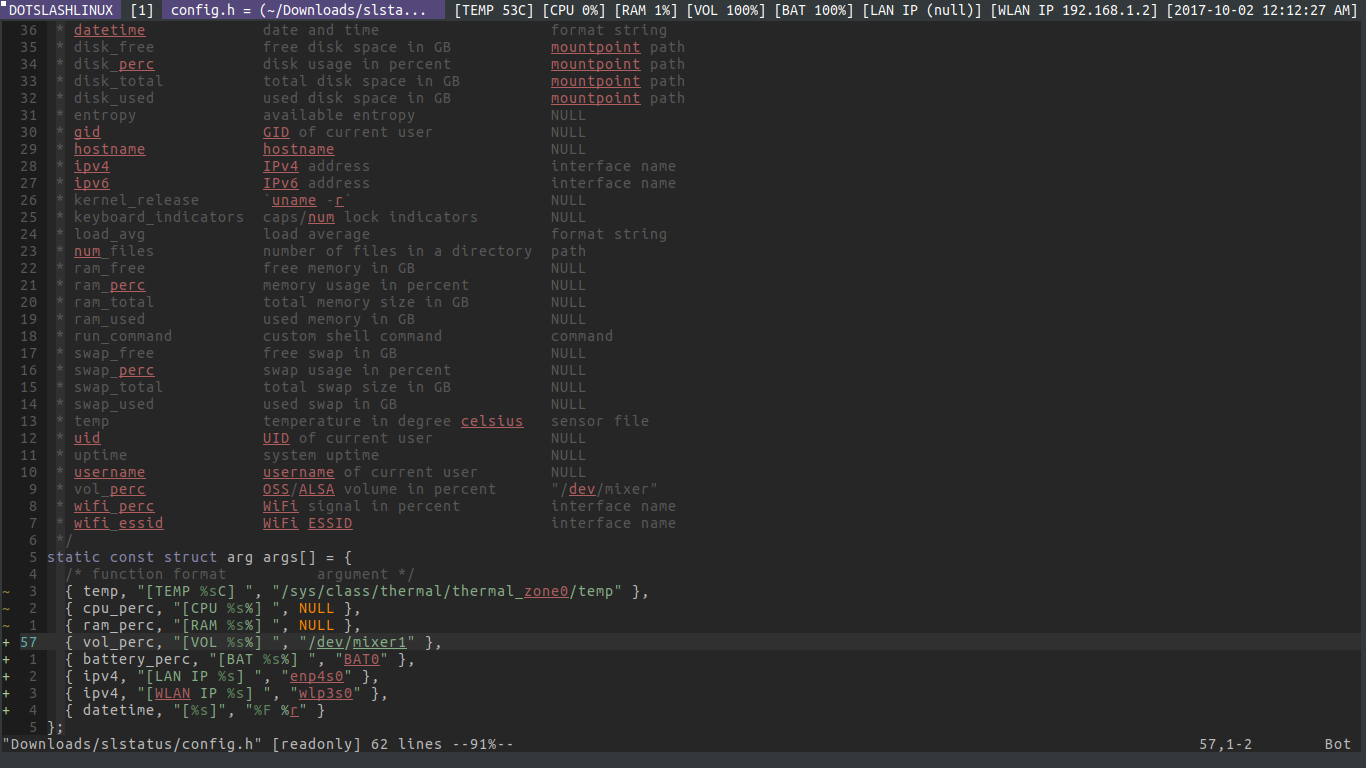 DOTSLASHLINUX [1] config.h = (~/Downloads/slsta... [TEMP 53C] [CPU 0%] [RAM 1%] [VOL 100%] [BAT 100%] [LAN IP (null)] [WLAN IP 192.168.1.2] [2017-10-02 12:12:27 AM]
36 * datetime date and time format string
35 * disk_free free disk space in GB mountpoint path
34 * disk_perc disk usage in percent mountpoint path
33 * disk_total total disk space in GB mountpoint path
32 * disk_used used disk space in GB mountpoint path
31 * entropy available entropy NULL
30 * gid GID of current user NULL
29 * hostname hostname NULL
28 * ipv4 IPv4 address interface name
27 * ipv6 IPv6 address interface name
26 * kernel_release `uname -r` NULL
25 * keyboard_indicators caps/num lock indicators NULL
24 * load_avg load average format string
23 * num_files number of files in a directory path
22 * ram_free free memory in GB NULL
21 * ram_perc memory usage in percent NULL
20 * ram_total total memory size in GB NULL
19 * ram_used used memory in GB NULL
18 * run_command custom shell command command
17 * swap_free free swap in GB NULL
16 * swap_perc swap usage in percent NULL
15 * swap_total total swap size in GB NULL
14 * swap_used used swap in GB NULL
13 * temp temperature in degree celsius sensor file
12 * uid UID of current user NULL
11 * uptime system uptime NULL
10 * username username of current user NULL
9 * vol_perc OSS/ALSA volume in percent "/dev/mixer"
8 * wifi_perc WiFi signal in percent interface name
7 * wifi_essid WiFi ESSID interface name
6 */
5 static const struct arg args[] = {
4 /* function format argument */
~ 3 { temp, "[TEMP %sC] ", "/sys/class/thermal/thermal_zone0/temp" },
~ 2 { cpu_perc, "[CPU %s%] ", NULL },
~ 1 { ram_perc, "[RAM %s%] ", NULL },
+ 57 { vol_perc, "[VOL %s%] ", "/dev/mixer1" },
+ 1 { battery_perc, "[BAT %s%] ", "BAT0" },
+ 2 { ipv4, "[LAN IP %s] ", "enp4s0" },
+ 3 { ipv4, "[WLAN IP %s] ", "wlp3s0" },
+ 4 { datetime, "[%s]", "%F %r" }
5 };
"Downloads/slstatus/config.h" [readonly] 62 lines --91%-- 57,1-2 Bot